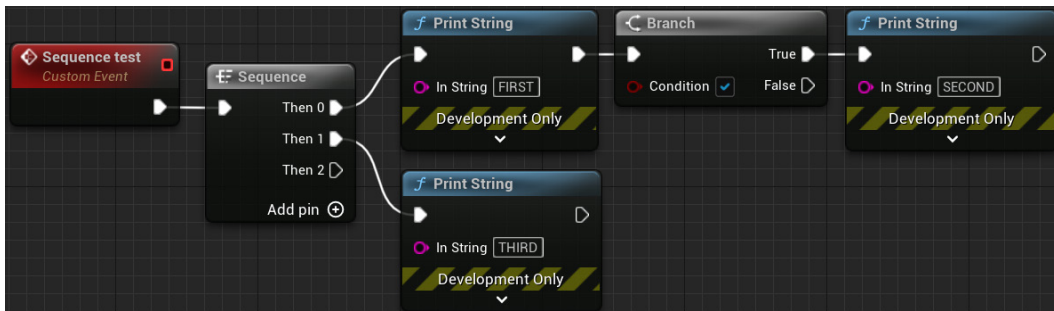 Sequence test
Custom Event
Sequence
Then 0
Then 1
Then 2
Add pin
f Print String
In String FIRST
Development Only
Branch
True
Condition
False
f Print String
In String SECOND
Development Only
f Print String
In String THIRD
Development Only